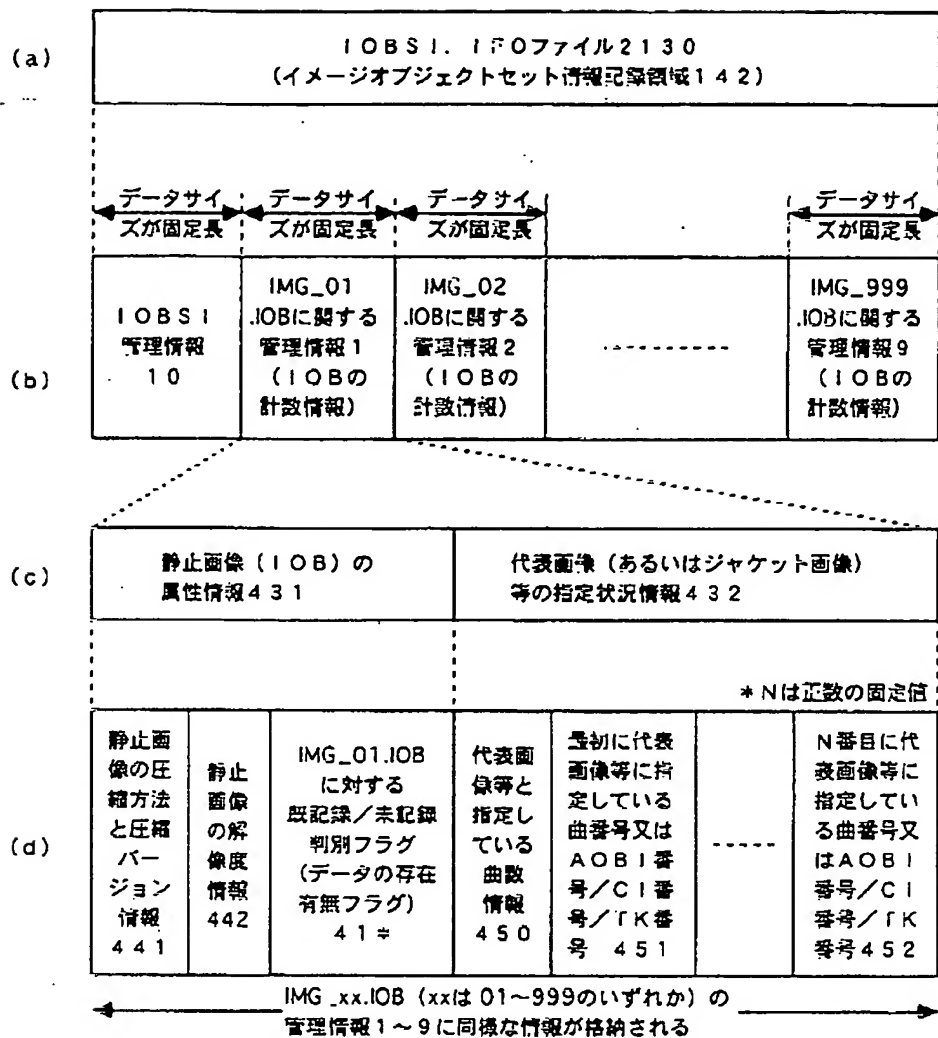 (a)
IOBSI. IFOファイル2130
(イメージオブジェクトセット情報記録領域142)
データサイ
ズが固定長
データサイ
ズが固定長
データサイ
ズが固定長
データサイ
ズが固定長
(b)
IOBSI
管理情報
10
IMG_01
.IOBに関する
管理情報1
(IOBの
計数情報)
IMG_02
.IOBに関する
管理情報2
(IOBの
計数情報)
IMG_999
.IOBに関する
管理情報9
(IOBの
計数情報)
(c)
静止画像(IOB)の
属性情報431
代表画像(あるいはジャケット画像)
等の指定状況情報432
*Nは正数の固定値
(d)
静止画
像の圧
縮方法
と圧縮
バー
ジョン
情報
441
静止
画像
の解
像度
情報
442
IMG_01.IOB
に対する
既記録/未記録
判別フラグ
(データの存在
有無フラグ)
代表画
像等と
指定し
ている
曲数
情報
450
最初に代表
画像等に指
定している
曲番号又は
AOBI番
号/CI番
号/TK番
号 451
N番目に代
表画像等に
指定してい
る曲番号又
はAOBI
番号/CI
番号/TK
番号452
IMG_xx.IOB(xxは01~999のいずれか)の
管理情報1~9に同様な情報が格納される